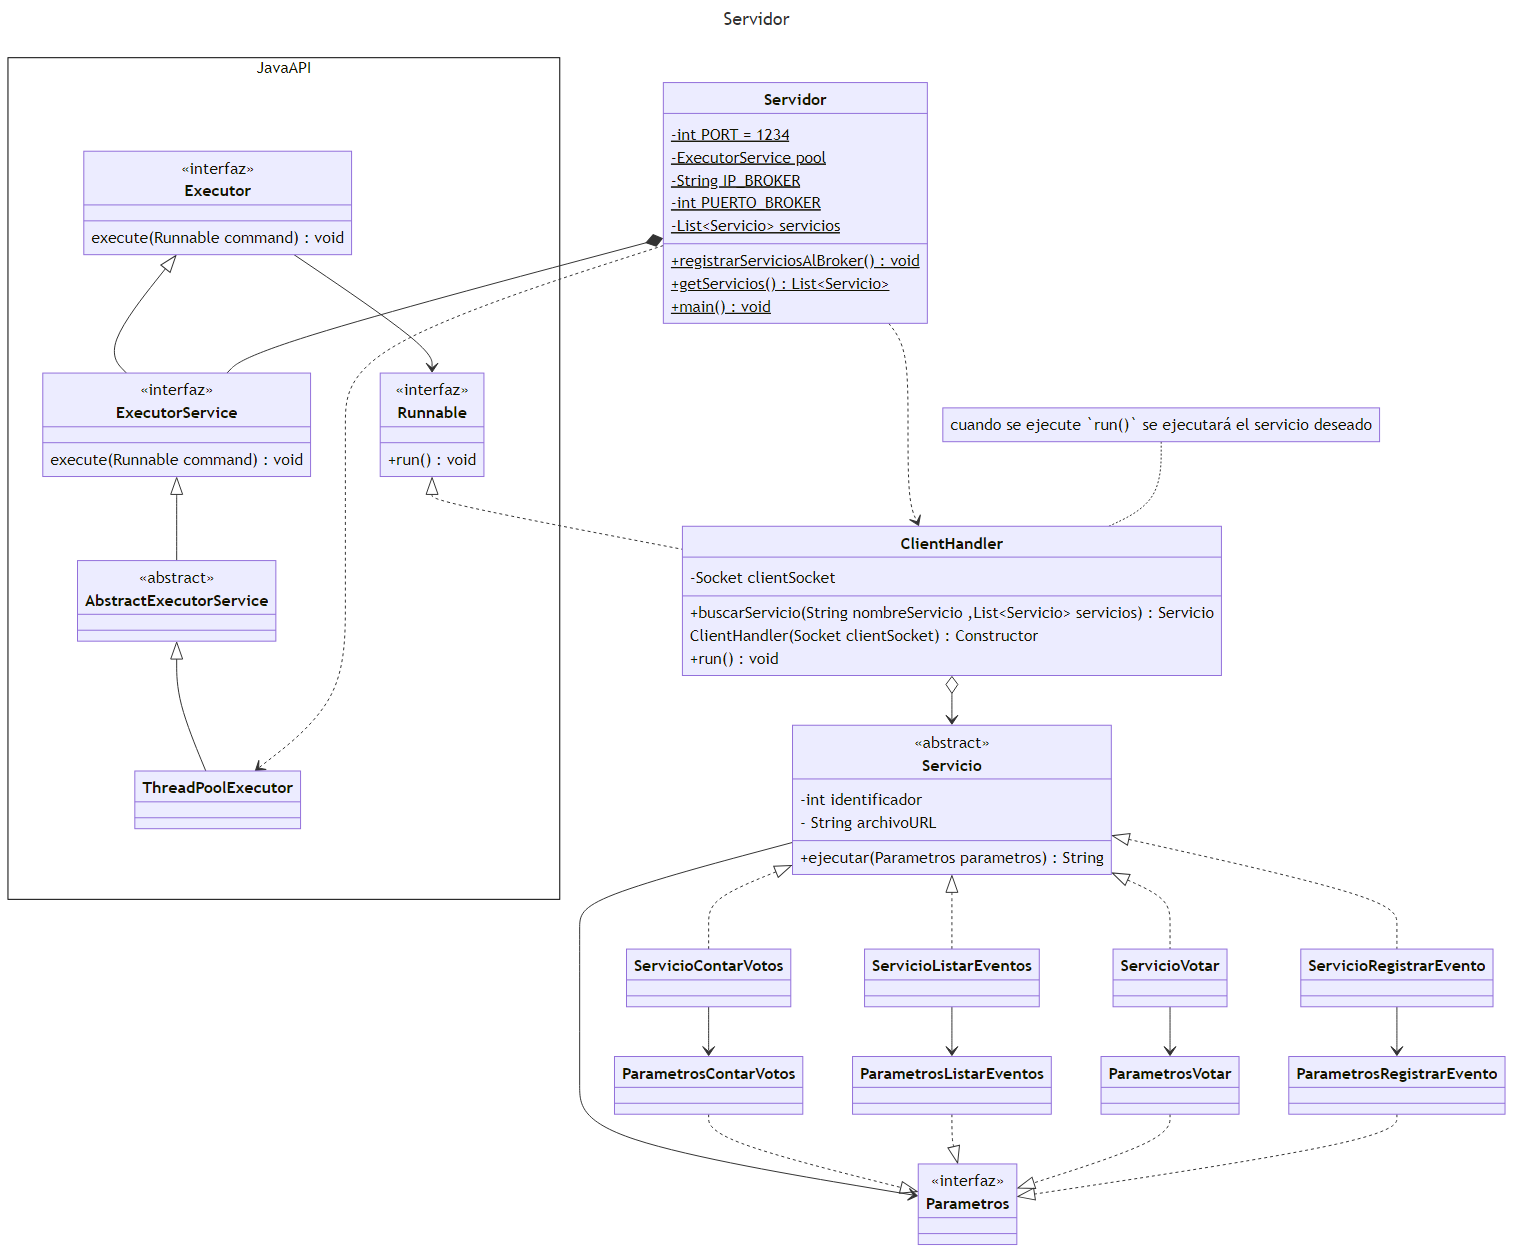 Servidor
JavaAPI
«interfaz»
Executor
execute(Runnable command) : void
«interfaz»
ExecutorService
execute(Runnable command) : void
«interfaz»
Runnable
+run() : void
«abstract»
AbstractExecutorService
ThreadPoolExecutor
Servidor
-int PORT = 1234
-ExecutorService pool
-String IP_BROKER
-int PUERTO_BROKER
-List<Servicio> servicios
+registrarServiciosAlBroker() : void
+getServicios() : List<Servicio>
+main() : void
cuando se ejecute `run()` se ejecutará el servicio deseado
ClientHandler
-Socket clientSocket
+buscarServicio(String nombreServicio ,List<Servicio> servicios) : Servicio
ClientHandler(Socket clientSocket) : Constructor
+run() : void
«abstract»
Servicio
-int identificador
- String archivoURL
+ejecutar(Parametros parametros) : String
ServicioContarVotos
ServicioListarEventos
ServicioVotar
ServicioRegistrarEvento
ParametrosContarVotos
ParametrosListarEventos
ParametrosVotar
ParametrosRegistrarEvento
«interfaz»
Parametros